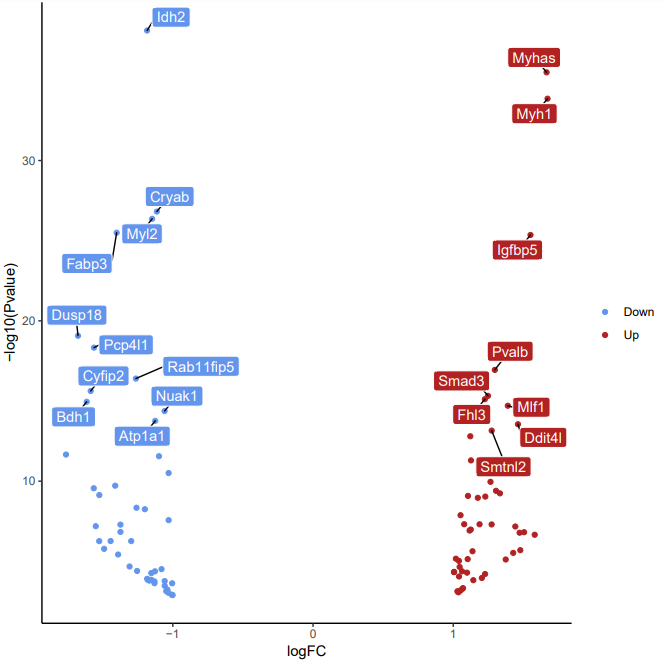 Idh2
Myhas
Myh1
30
Cryab
Myl2
Fabp3
Igfbp5
Dusp18
20
Pcp4l1
Rab11fip5
Cyfip2
Nuak1
Bdh1
Atp1a1
Pvalb
Smad3
Mlf1
Fhl3
Ddit4l
Smtnl2
10
−log10(Pvalue)
Down
Up
−1
0
1
logFC